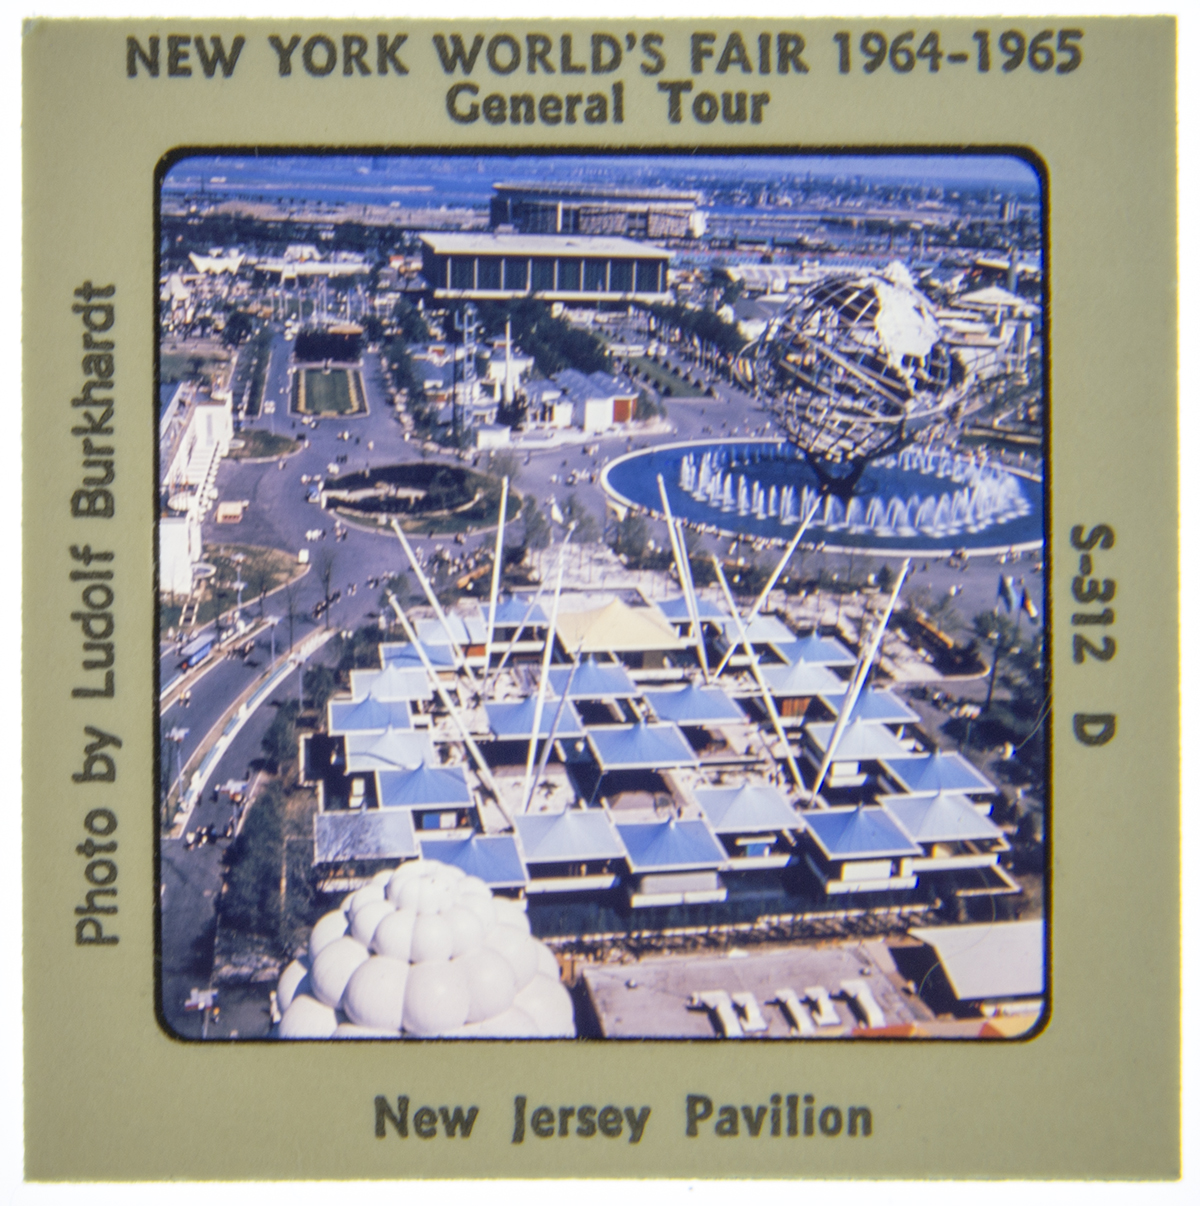 NEW YORK WORLD'S FAIR 1964-1965
General Tour
Photo by Ludolf Burkhardt
S-312 D
New Jersey Pavilion